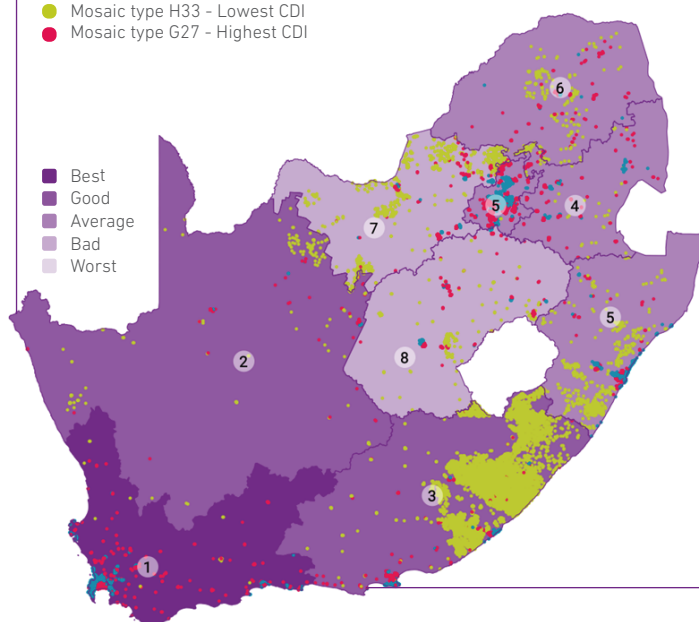 Mosaic type H33 - Lowest CDI
Mosaic type G27 - Highest CDI
Best
Good
Average
Bad
Worst
6
5
4
7
5
2
8
3
1